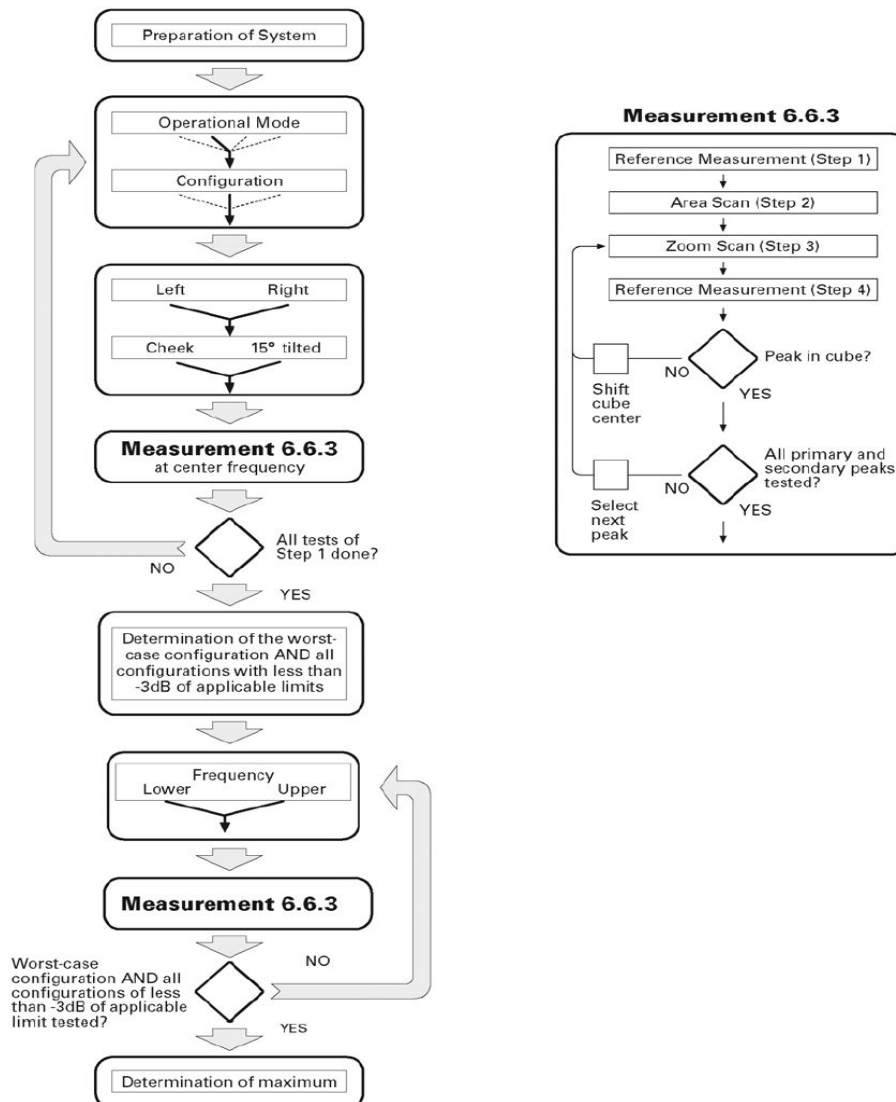 Preparation of System
Operational Mode
Configuration
Left Right
Cheek 15° tilted
Measurement 6.6.3
at center frequency
All tests of
Step 1 done?
NO
YES
Determination of the worst-
case configuration AND all
configurations with less than
-3dB of applicable limits
Frequency
Lower Upper
Measurement 6.6.3
Worst-case
configuration AND all
configurations of less
than -3dB of applicable
limit tested?
NO
YES
Determination of maximum
Measurement 6.6.3
Reference Measurement (Step 1)
Area Scan (Step 2)
Zoom Scan (Step 3)
Reference Measurement (Step 4)
Peak in cube?
NO
Shift
cube
center
YES
All primary and
secondary peaks
tested?
NO
Select
next
peak
YES